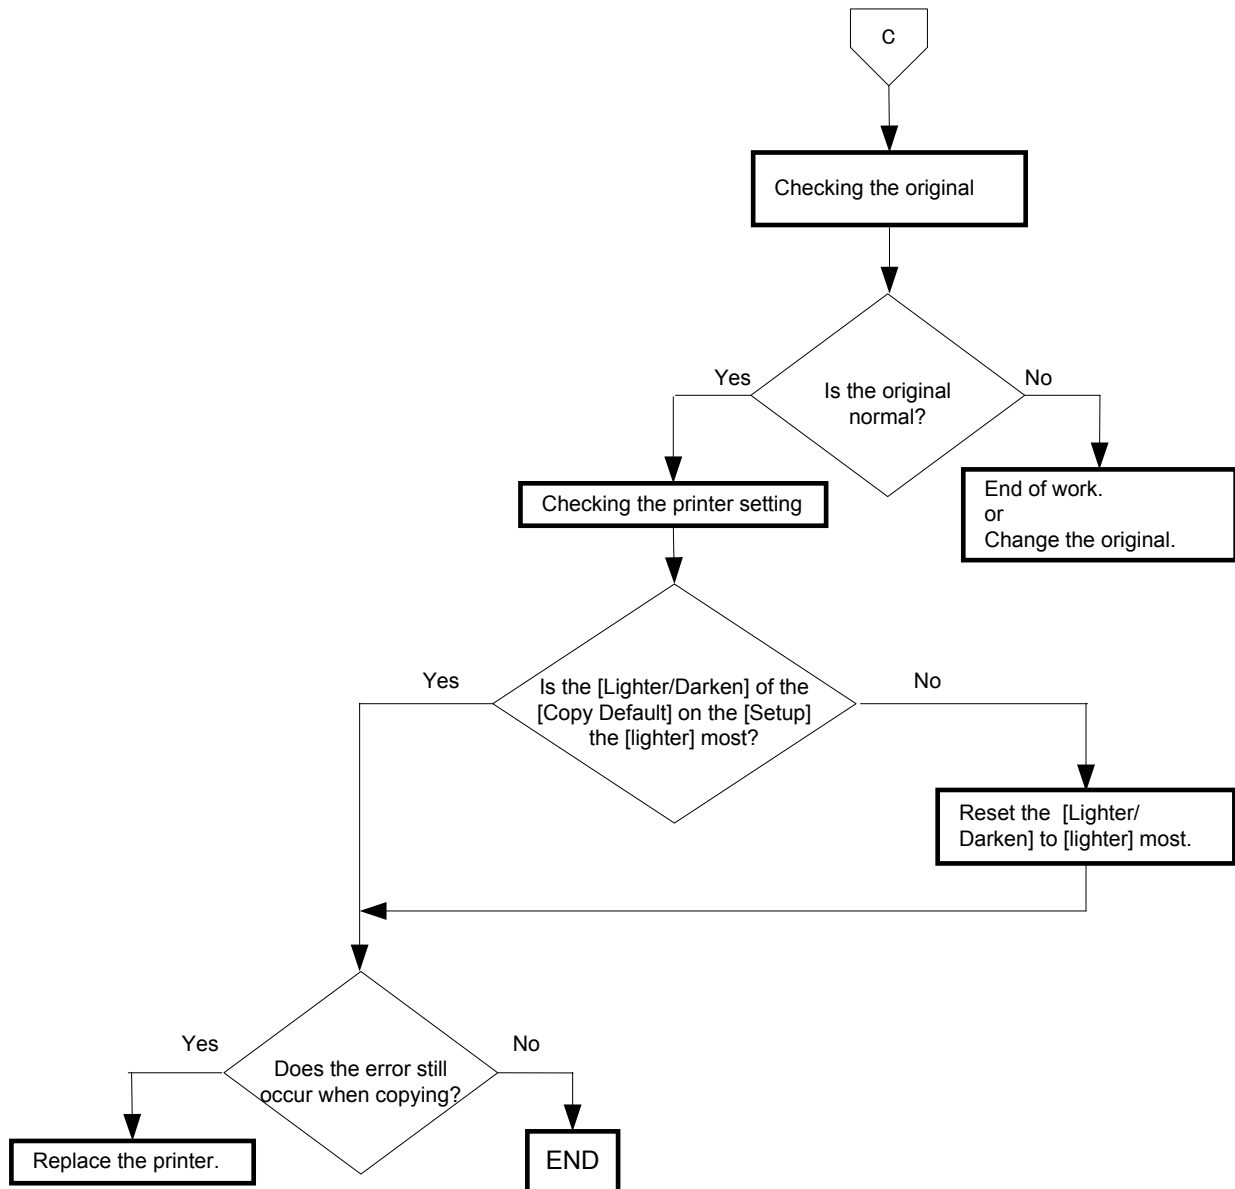 C
Checking the original
Yes
No
Is the original
normal?
Checking the printer setting
End of work.
or
Change the original.
Yes
No
Is the [Lighter/Darken] of the
[Copy Default] on the [Setup]
the [lighter] most?
Reset the  [Lighter/
Darken] to [lighter] most.
Yes
No
Does the error still
occur when copying?
Replace the printer.
END